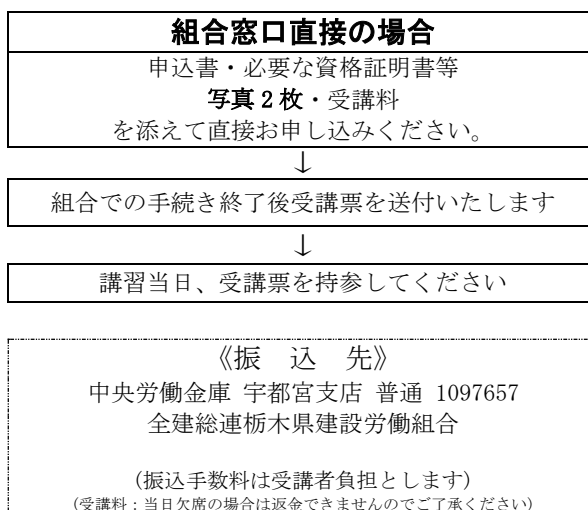 組合窓口直接の場合
申込書・必要な資格証明書等
写真2枚・受講料
を添えて直接お申し込みください。
↓
組合での手続き終了後受講票を送付いたします
↓
講習当日、受講票を持参してください
《振 込 先》
中央労働金庫 宇都宮支店 普通 1097657
全建総連栃木県建設労働組合
(振込手数料は受講者負担とします)
(受講料：当日欠席の場合は返金できませんのでご了承ください)